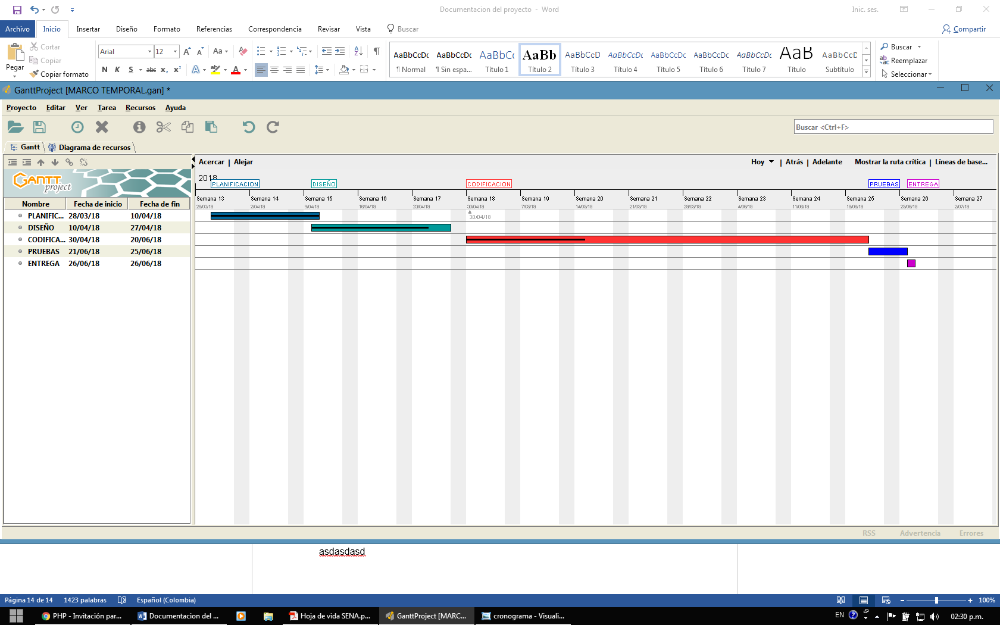 Documentacion del proyecto - Word
Inic. ses.
Archivo Inicio Insertar Diseño Formato Referencias Correspondencia Revisar Vista Buscar Compartir
Cortar
Copiar
Copiar formato
Pegar
Arial 12
Aa
N K S abc x₂ x²
AaBbCcDc AaBbCcDc AaBbCc AaBb AaBbCcD AaBbCcDc AaBbCcDc AaBbCcDc AaBbCcDc AaB AaBbCcD
¶ Normal ¶ Sin espa... Título 1 Título 2 Título 3 Título 4 Título 5 Título 6 Título 7 Título Subtítulo
Buscar
Reemplazar
Seleccionar
GanttProject [MARCO TEMPORAL.gan] *
Proyecto Editar Ver Tarea Recursos Ayuda
Buscar <Ctrl+F>
Gantt Diagrama de recursos
Acercar | Alejar
Hoy | Atrás | Adelante Mostrar la ruta crítica | Líneas de base...
GANTT
project
2018
PLANIFICACION DISEÑO CODIFICACION PRUEBAS ENTREGA
Semana 13 Semana 14 Semana 15 Semana 16 Semana 17 Semana 18 Semana 19 Semana 20 Semana 21 Semana 22 Semana 23 Semana 24 Semana 25 Semana 26 Semana 27
26/03/18 2/04/18 9/04/18 16/04/18 23/04/18 30/04/18 7/05/18 14/05/18 21/05/18 28/05/18 4/06/18 11/06/18 18/06/18 25/06/18 2/07/18
30/04/18
Nombre Fecha de inicio Fecha de fin
PLANIFIC... 28/03/18 10/04/18
DISEÑO 10/04/18 27/04/18
CODIFICA... 30/04/18 20/06/18
PRUEBAS 21/06/18 25/06/18
ENTREGA 26/06/18 26/06/18
RSS Advertencia Errores
asdasdasd
Página 14 de 14 1423 palabras Español (Colombia)
100%
PHP - Invitación par... Documentacion del ... Hoja de vida SENA.p... GanttProject [MARC... cronograma - Visuali...
EN
02:30 p.m.